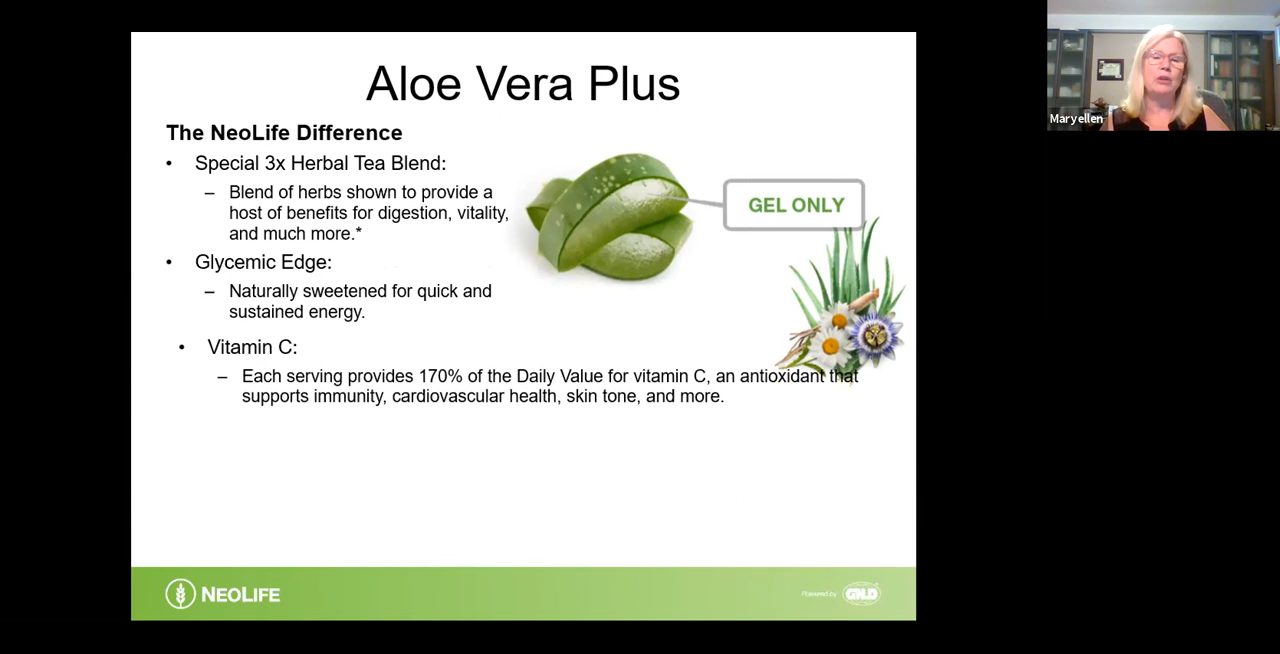 Aloe Vera Plus
The NeoLife Difference
• Special 3x Herbal Tea Blend:
– Blend of herbs shown to provide a
host of benefits for digestion, vitality,
and much more.*
GEL ONLY
• Glycemic Edge:
– Naturally sweetened for quick and
sustained energy.
• Vitamin C:
– Each serving provides 170% of the Daily Value for vitamin C, an antioxidant that
supports immunity, cardiovascular health, skin tone, and more.
NEOLIFE
Powered by GNLD
Maryellen